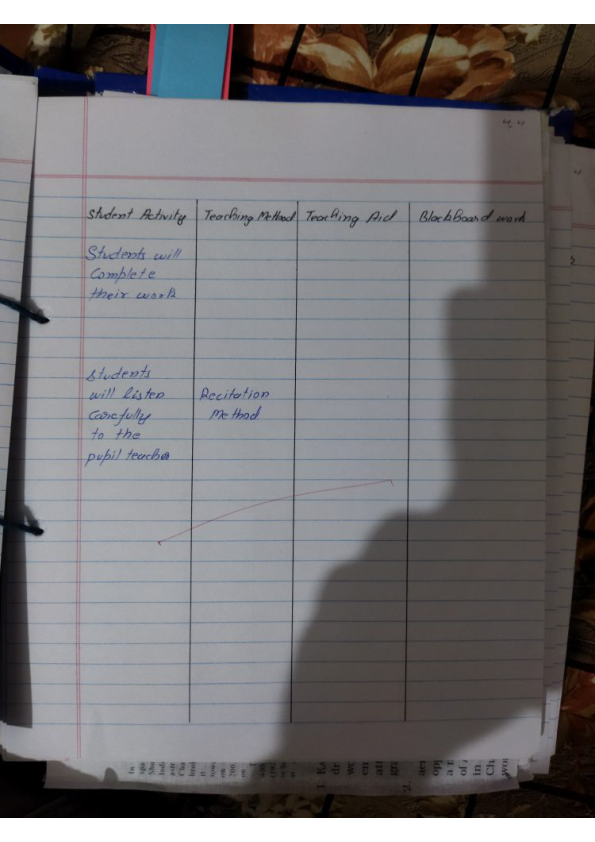 Student Activity Teaching Method Teaching Aid Blackboard work
Students will
Complete
their work
Students
will listen Recitation
Carefully Method
to the
pupil teacher